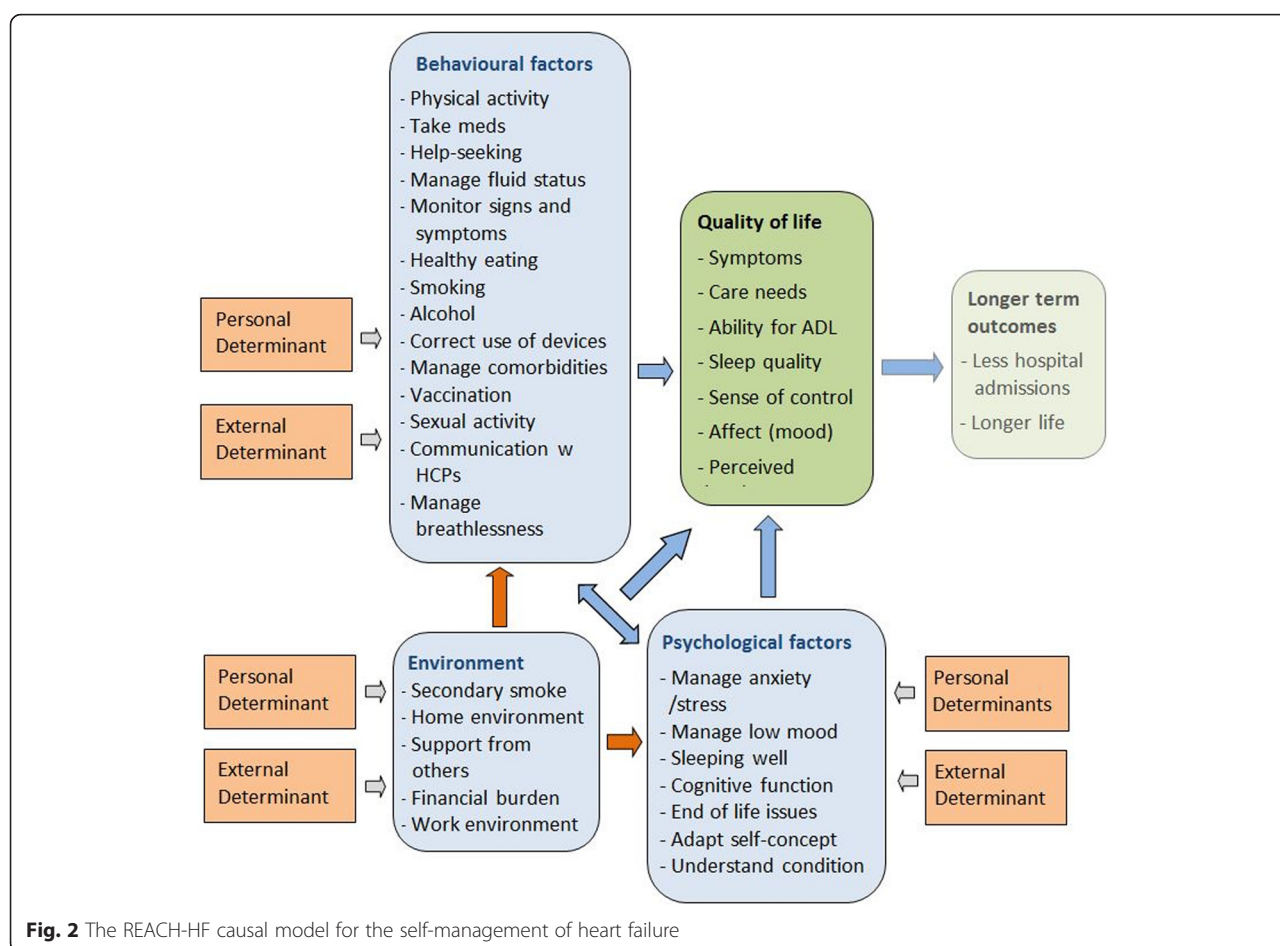 Behavioural factors
- Physical activity
- Take meds
- Help-seeking
- Manage fluid status
- Monitor signs and
symptoms
- Healthy eating
- Smoking
- Alcohol
- Correct use of devices
- Manage comorbidities
- Vaccination
- Sexual activity
- Communication w
HCPs
- Manage
breathlessness
Personal
Determinant
External
Determinant
Quality of life
- Symptoms
- Care needs
- Ability for ADL
- Sleep quality
- Sense of control
- Affect (mood)
- Perceived
Longer term
outcomes
- Less hospital
admissions
- Longer life
Personal
Determinant
External
Determinant
Environment
- Secondary smoke
- Home environment
- Support from
others
- Financial burden
- Work environment
Psychological factors
- Manage anxiety
/stress
- Manage low mood
- Sleeping well
- Cognitive function
- End of life issues
- Adapt self-concept
- Understand condition
Personal
Determinants
External
Determinant
Fig. 2 The REACH-HF causal model for the self-management of heart failure